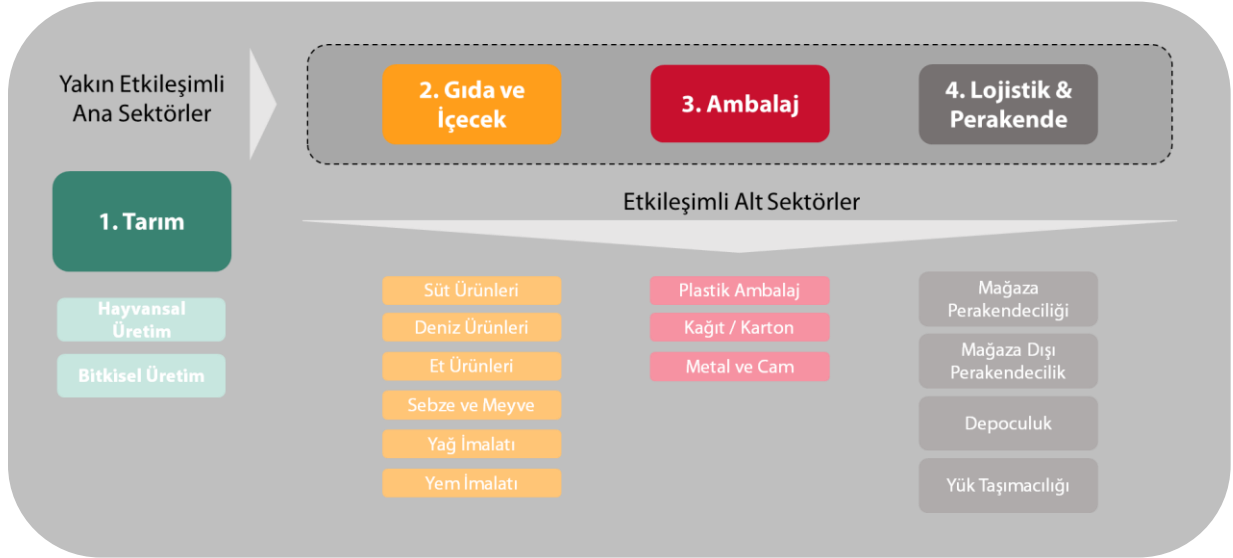 Yakın Etkileşimli
Ana Sektörler
1. Tarım
Hayvansal
Üretim
Bitkisel Üretim
2. Gıda ve
İçecek
3. Ambalaj
4. Lojistik &
Perakende
Etkileşimli Alt Sektörler
Süt Ürünleri
Deniz Ürünleri
Et Ürünleri
Sebze ve Meyve
Yağ İmalatı
Yem İmalatı
Plastik Ambalaj
Kağıt / Karton
Metal ve Cam
Mağaza
Perakendeciliği
Mağaza Dışı
Perakendecilik
Depoculuk
Yük Taşımacılığı